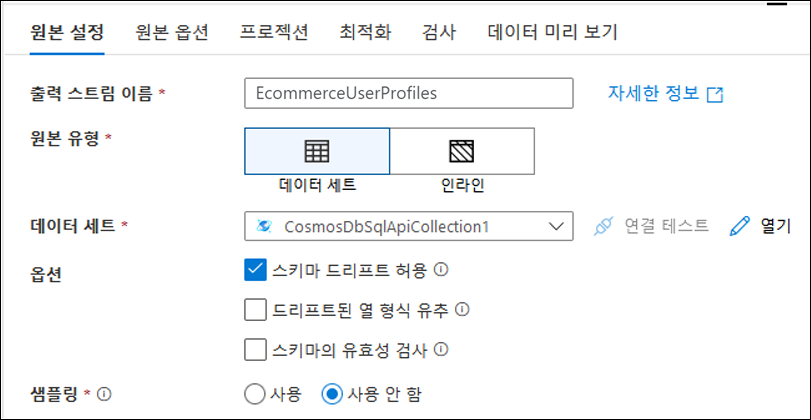 원본 설정 원본 옵션 프로젝션 최적화 검사 데이터 미리 보기
출력 스트림 이름 * EcommerceUserProfiles 자세한 정보
원본 유형 *
데이터 세트 인라인
데이터 세트 * CosmosDbSqlApiCollection1 연결 테스트 열기
옵션 스키마 드리프트 허용
드리프트된 열 형식 유추
스키마의 유효성 검사
샘플링 * 사용 사용 안 함